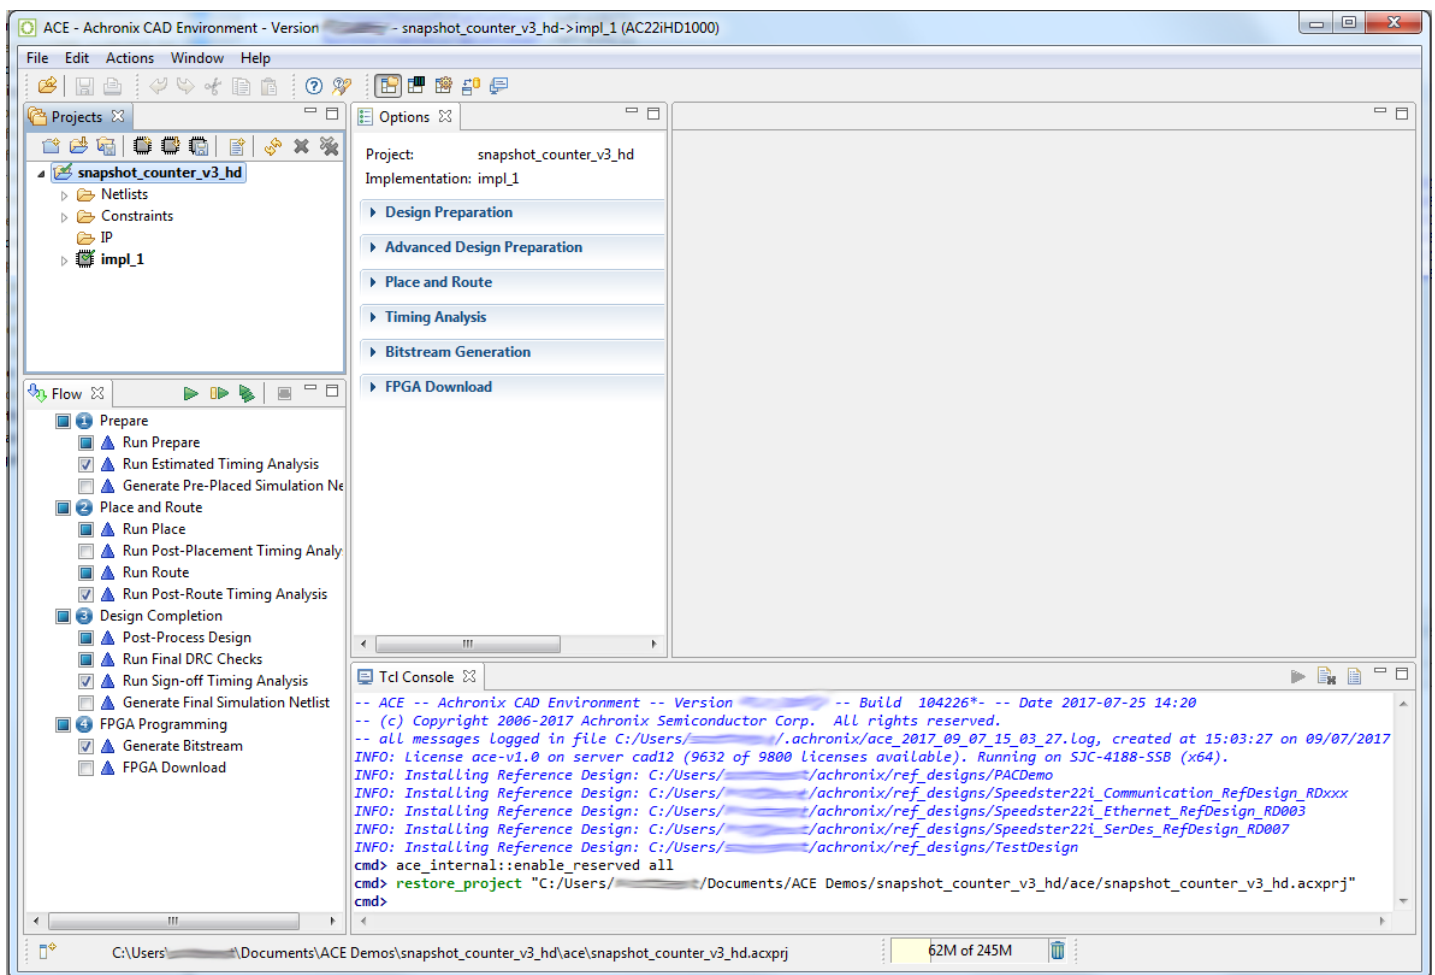 ACE - Achronix CAD Environment - Version - snapshot_counter_v3_hd->impl_1 (AC22iHD1000)
File Edit Actions Window Help
Projects
snapshot_counter_v3_hd
Netlists
Constraints
IP
impl_1
Options
Project: snapshot_counter_v3_hd
Implementation: impl_1
Design Preparation
Advanced Design Preparation
Place and Route
Timing Analysis
Bitstream Generation
FPGA Download
Flow
1 Prepare
Run Prepare
Run Estimated Timing Analysis
Generate Pre-Placed Simulation Ne
2 Place and Route
Run Place
Run Post-Placement Timing Analy
Run Route
Run Post-Route Timing Analysis
3 Design Completion
Post-Process Design
Run Final DRC Checks
Run Sign-off Timing Analysis
Generate Final Simulation Netlist
4 FPGA Programming
Generate Bitstream
FPGA Download
Tcl Console
-- ACE -- Achronix CAD Environment -- Version -- Build 104226*- -- Date 2017-07-25 14:20
-- (c) Copyright 2006-2017 Achronix Semiconductor Corp. All rights reserved.
-- all messages logged in file C:/Users/ /.achronix/ace_2017_09_07_15_03_27.log, created at 15:03:27 on 09/07/2017
INFO: License ace-v1.0 on server cad12 (9632 of 9800 licenses available). Running on SJC-4188-SSB (x64).
INFO: Installing Reference Design: C:/Users/ /achronix/ref_designs/PACDemo
INFO: Installing Reference Design: C:/Users/ /achronix/ref_designs/Speedster22i_Communication_RefDesign_RDxxx
INFO: Installing Reference Design: C:/Users/ /achronix/ref_designs/Speedster22i_Ethernet_RefDesign_RD003
INFO: Installing Reference Design: C:/Users/ /achronix/ref_designs/Speedster22i_SerDes_RefDesign_RD007
INFO: Installing Reference Design: C:/Users/ /achronix/ref_designs/TestDesign
cmd> ace_internal::enable_reserved all
cmd> restore_project "C:/Users/ /Documents/ACE Demos/snapshot_counter_v3_hd/ace/snapshot_counter_v3_hd.acxprj"
cmd>
C:\Users\ \Documents\ACE Demos\snapshot_counter_v3_hd\ace\snapshot_counter_v3_hd.acxprj
62M of 245M